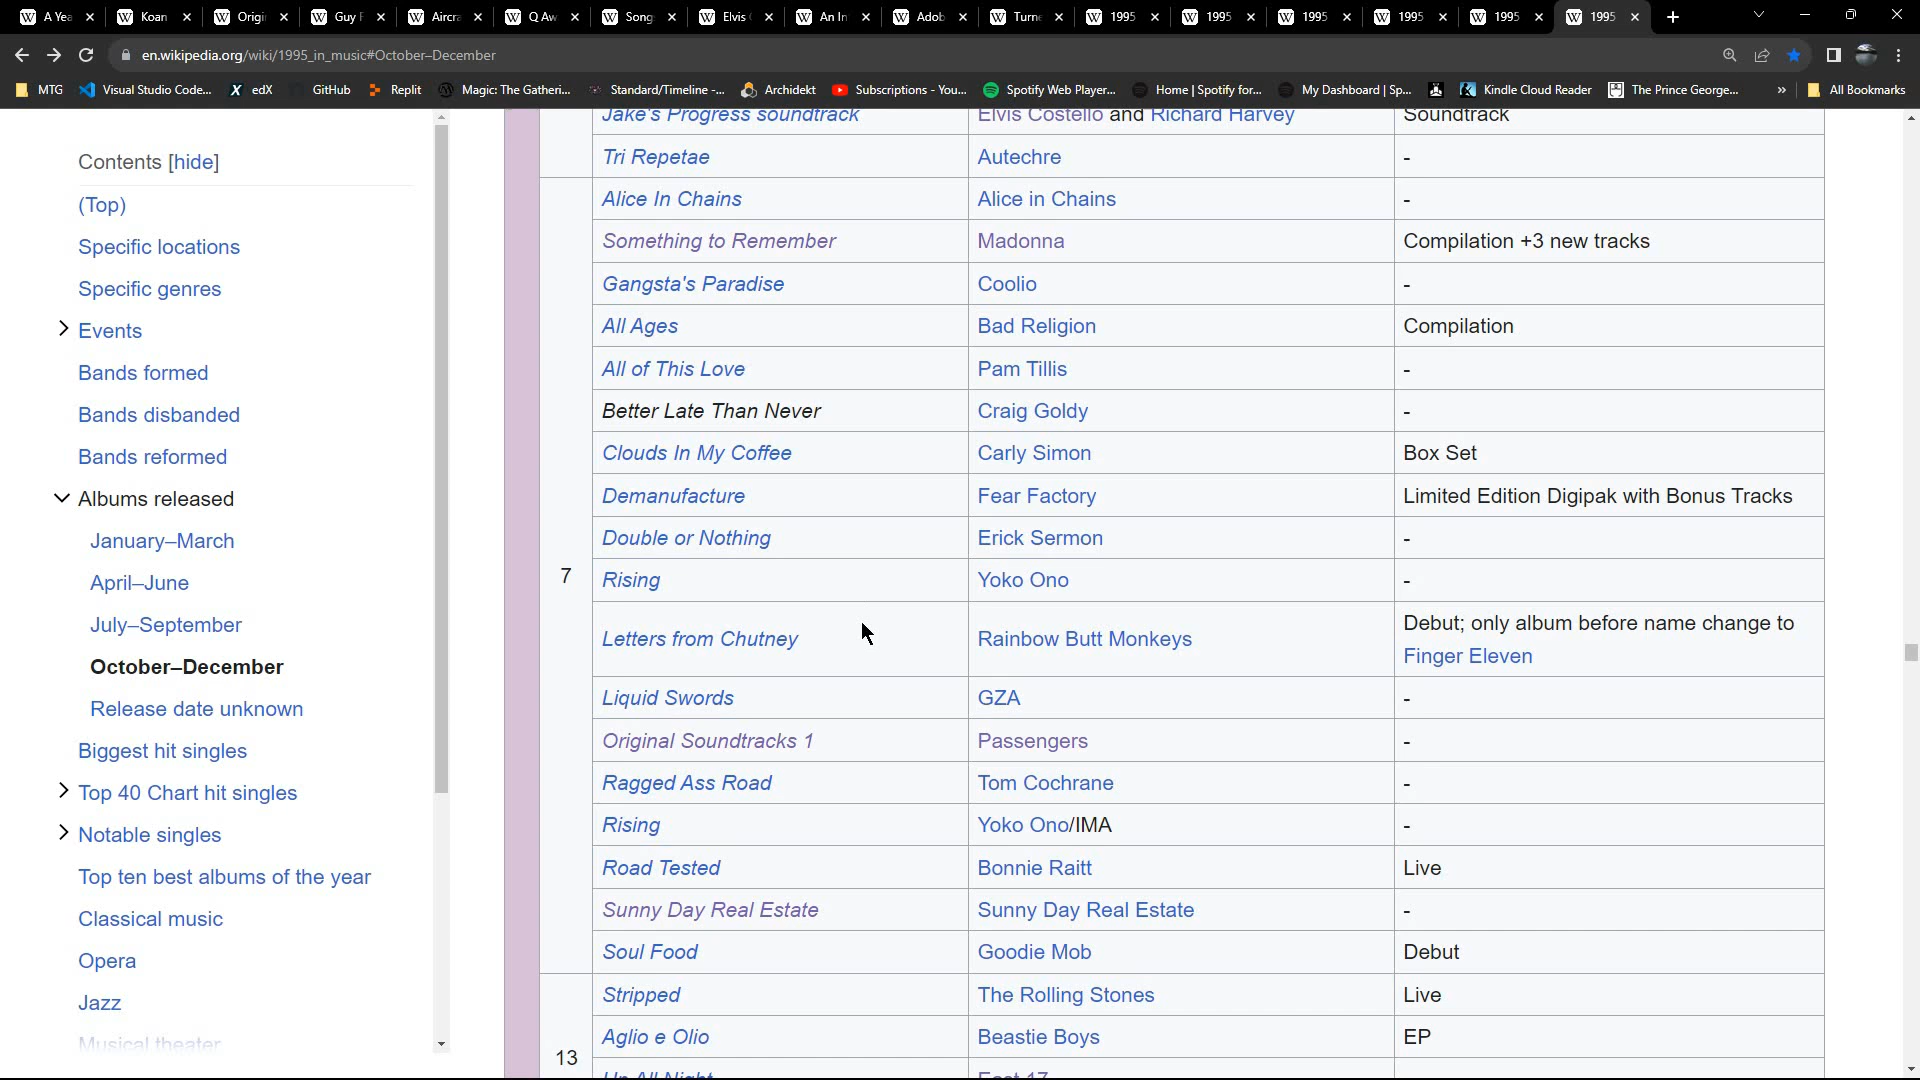 A Ye
Koan
Origi
Guy F
Aircra
Q Aw
Song
Elvis
An In
Adob
Turne
1995
1995
1995
1995
1995
1995
en.wikipedia.org/wiki/1995_in_music#October–December
MTG
Visual Studio Code...
edX
GitHub
Replit
Magic: The Gatheri...
Standard/Timeline -...
Archidekt
Subscriptions - You...
Spotify Web Player...
Home | Spotify for...
My Dashboard | Sp...
Kindle Cloud Reader
The Prince George...
»
All Bookmarks
Contents [hide]
(Top)
Specific locations
Specific genres
Events
Bands formed
Bands disbanded
Bands reformed
Albums released
January–March
April–June
July–September
October–December
Release date unknown
Biggest hit singles
Top 40 Chart hit singles
Notable singles
Top ten best albums of the year
Classical music
Opera
Jazz
Musical theater
Jake's Progress soundtrack Elvis Costello and Richard Harvey Soundtrack
Tri Repetae Autechre -
7
Alice In Chains Alice in Chains -
Something to Remember Madonna Compilation +3 new tracks
Gangsta's Paradise Coolio -
All Ages Bad Religion Compilation
All of This Love Pam Tillis -
Better Late Than Never Craig Goldy -
Clouds In My Coffee Carly Simon Box Set
Demanufacture Fear Factory Limited Edition Digipak with Bonus Tracks
Double or Nothing Erick Sermon -
Rising Yoko Ono -
Letters from Chutney Rainbow Butt Monkeys Debut; only album before name change to
Finger Eleven
Liquid Swords GZA -
Original Soundtracks 1 Passengers -
Ragged Ass Road Tom Cochrane -
Rising Yoko Ono/IMA -
Road Tested Bonnie Raitt Live
Sunny Day Real Estate Sunny Day Real Estate -
Soul Food Goodie Mob Debut
13
Stripped The Rolling Stones Live
Aglio e Olio Beastie Boys EP
Up All Night East 17